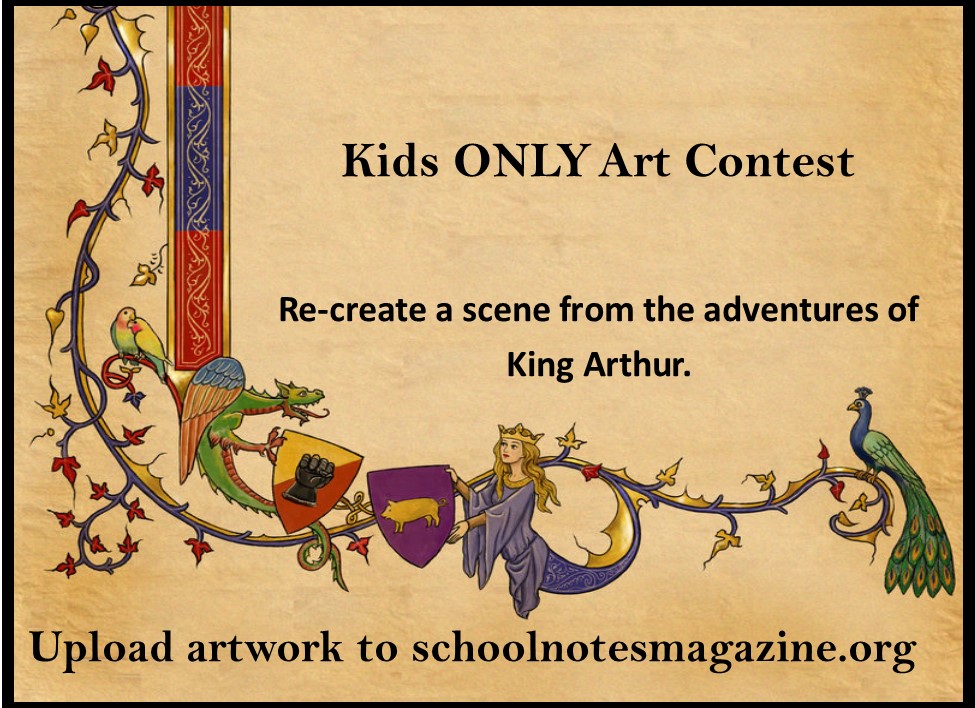 Kids ONLY Art Contest
Re-create a scene from the adventures of
King Arthur.
Upload artwork to schoolnotesmagazine.org